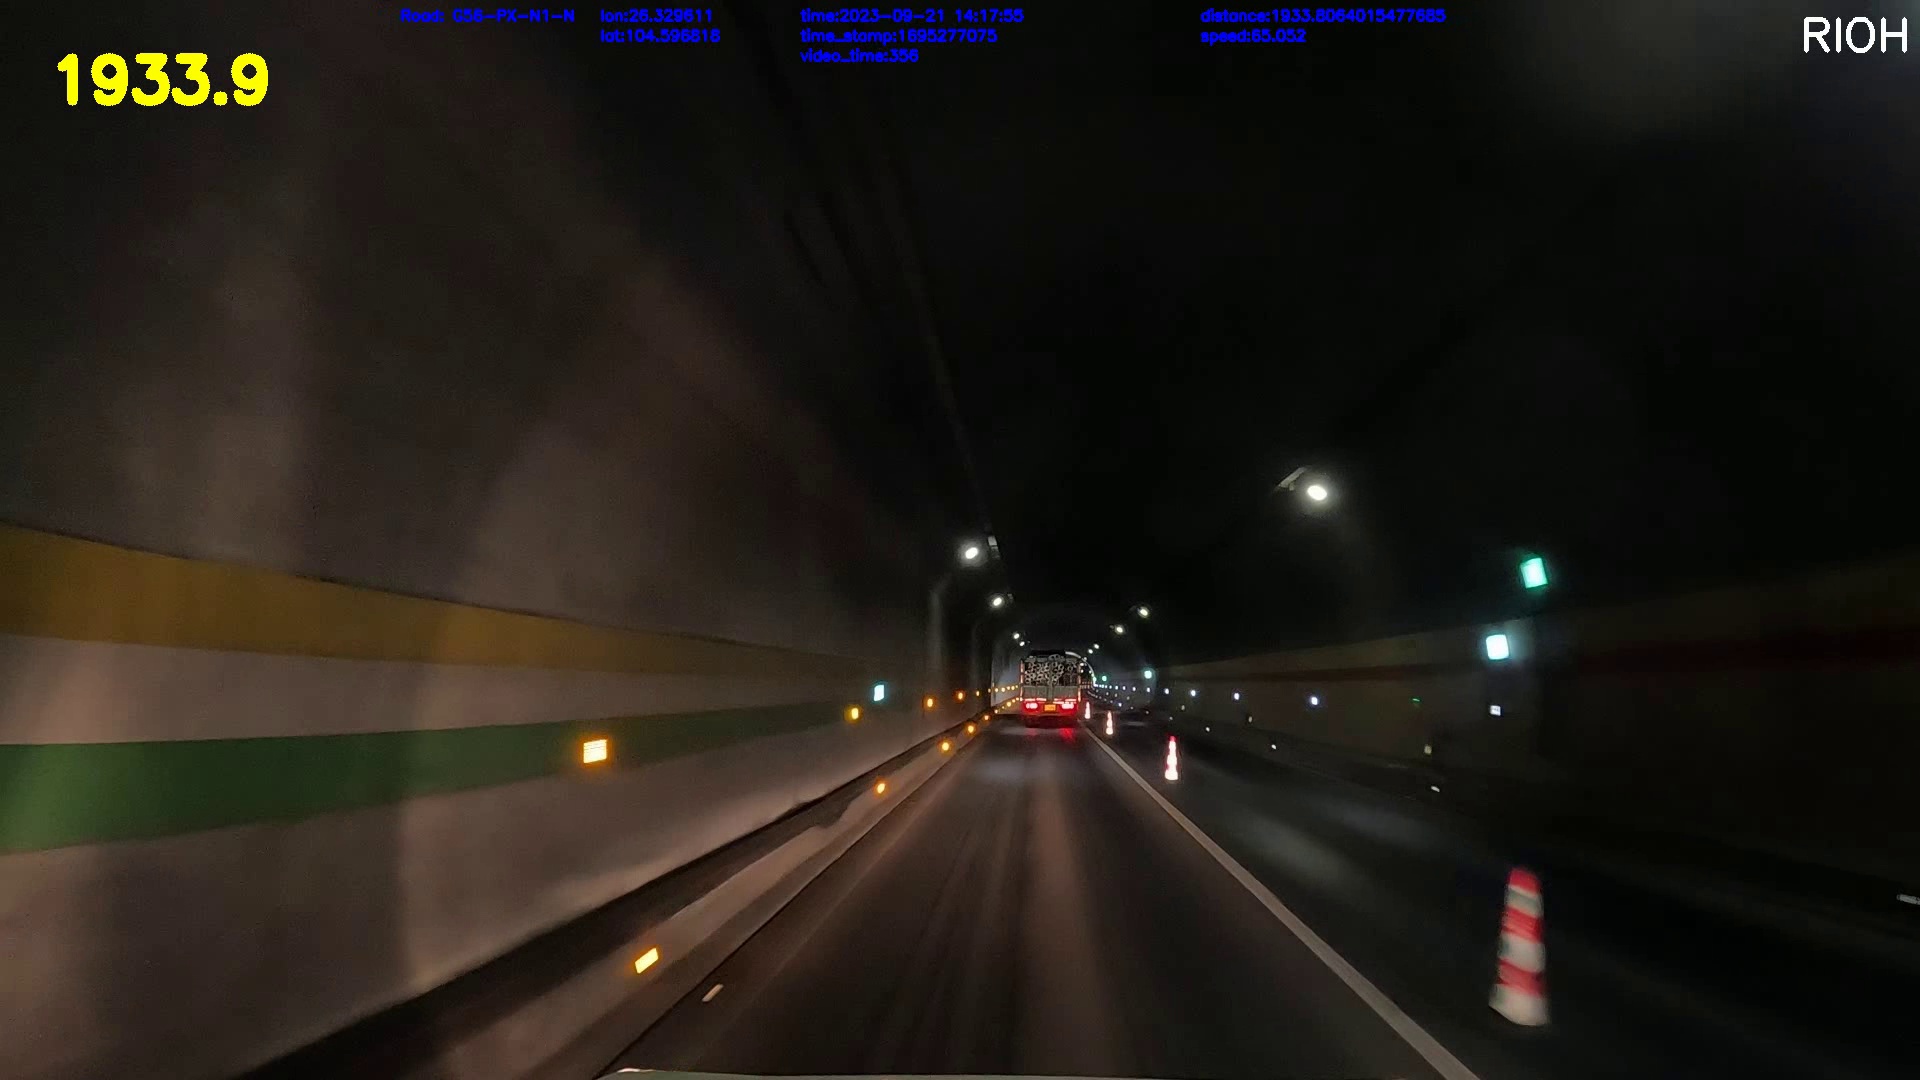 Road: G56-PX-N1-N lon:26.329611 time:2023-09-21 14:17:55 distance:1933.8064015477685
lat:104.596818 time_stamp:1695277075 speed:65.052
video_time:356
1933.9
RIOH